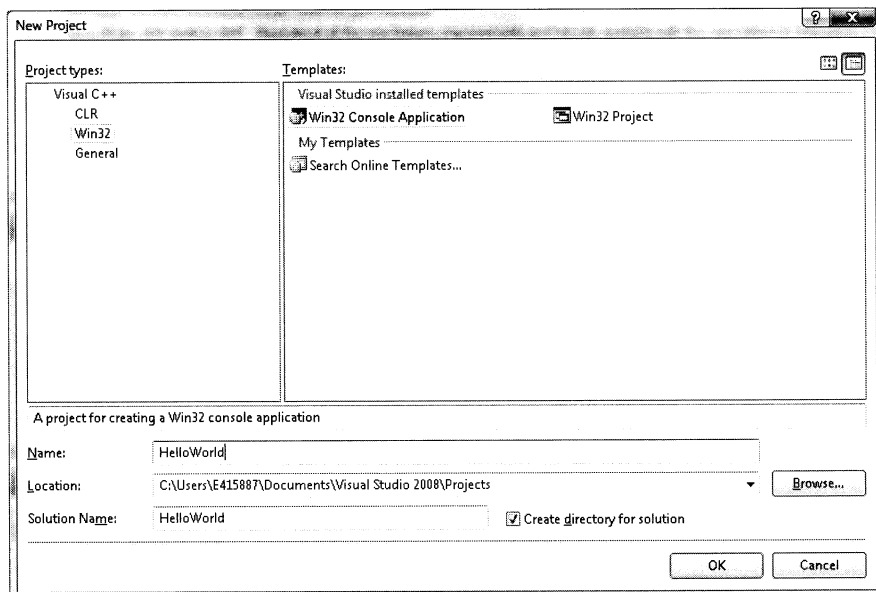 New Project
Project types:
Templates:
Visual C++
CLR
Win32
General
Visual Studio installed templates
Win32 Console Application
Win32 Project
My Templates
Search Online Templates...
A project for creating a Win32 console application
Name:
HelloWorld
Location:
C:\Users\E415887\Documents\Visual Studio 2008\Projects
Browse...
Solution Name:
HelloWorld
Create directory for solution
OK
Cancel